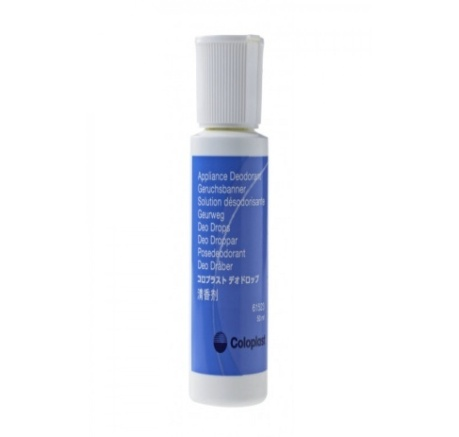 Appliance Deodorant
Geruchsbanner
Solution désodorisante
Geurweg
Deo Drops
Deo Droppar
Posedeodorant
Deo Dråber
コロプラスト デオドロップ
清香剤
Coloplast